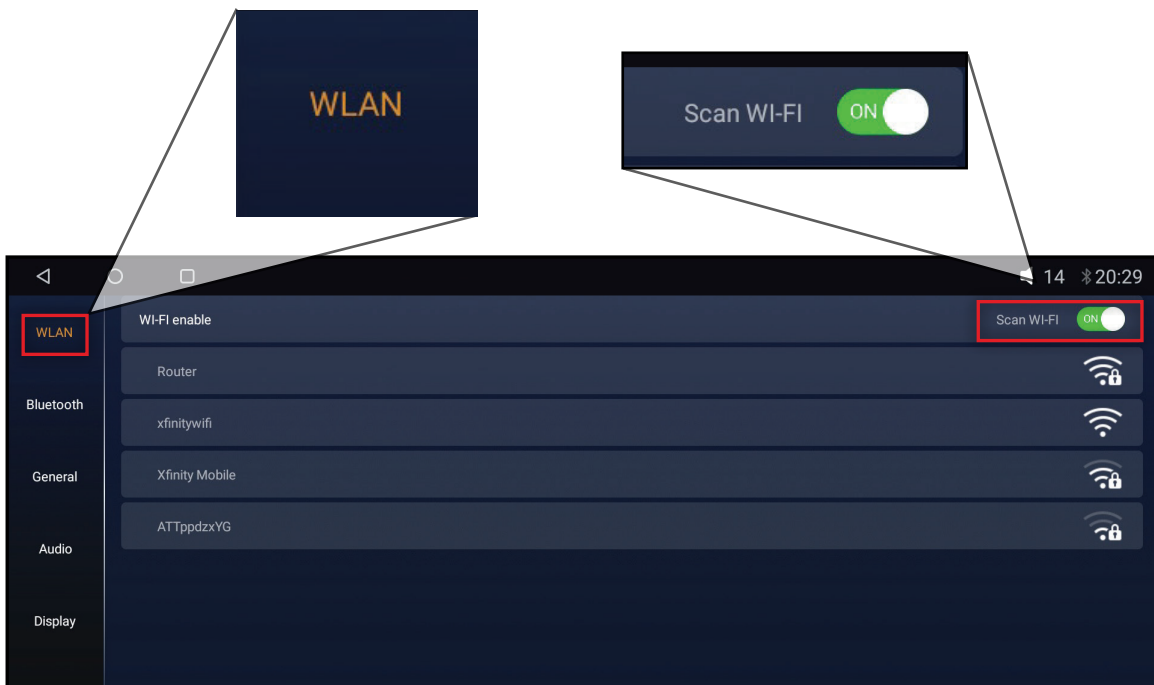 WLAN
Scan WI-FI ON
14 20:29
WLAN
WI-FI enable
Scan WI-FI ON
Router
Bluetooth
xfinitywifi
General
Xfinity Mobile
ATTppdzxYG
Audio
Display